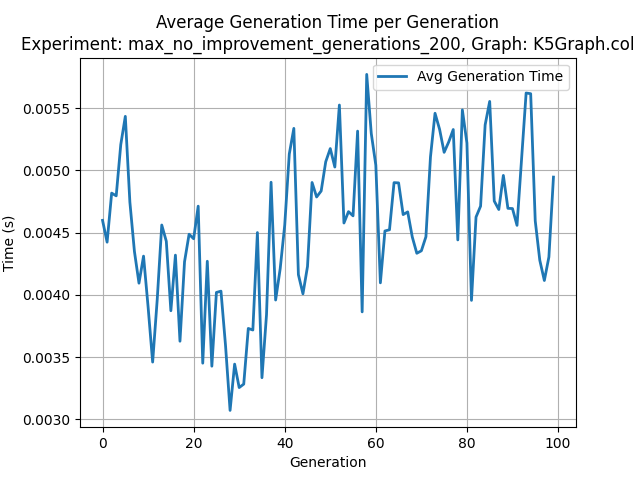 Average Generation Time per Generation
Experiment: max_no_improvement_generations_200, Graph: K5Graph.col
Avg Generation Time
0.0055
0.0050
0.0045
0.0040
0.0035
0.0030
Time (s)
0 20 40 60 80 100
Generation